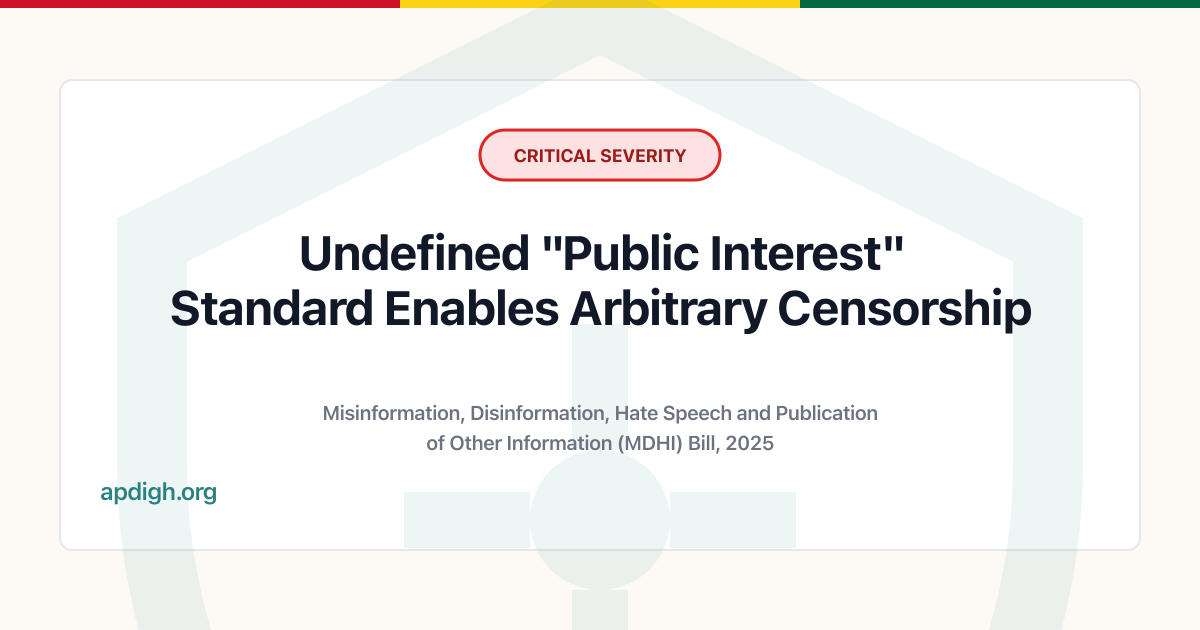 CRITICAL SEVERITY
Undefined "Public Interest"
Standard Enables Arbitrary Censorship
Misinformation, Disinformation, Hate Speech and Publication
of Other Information (MDHI) Bill, 2025
apdigh.org